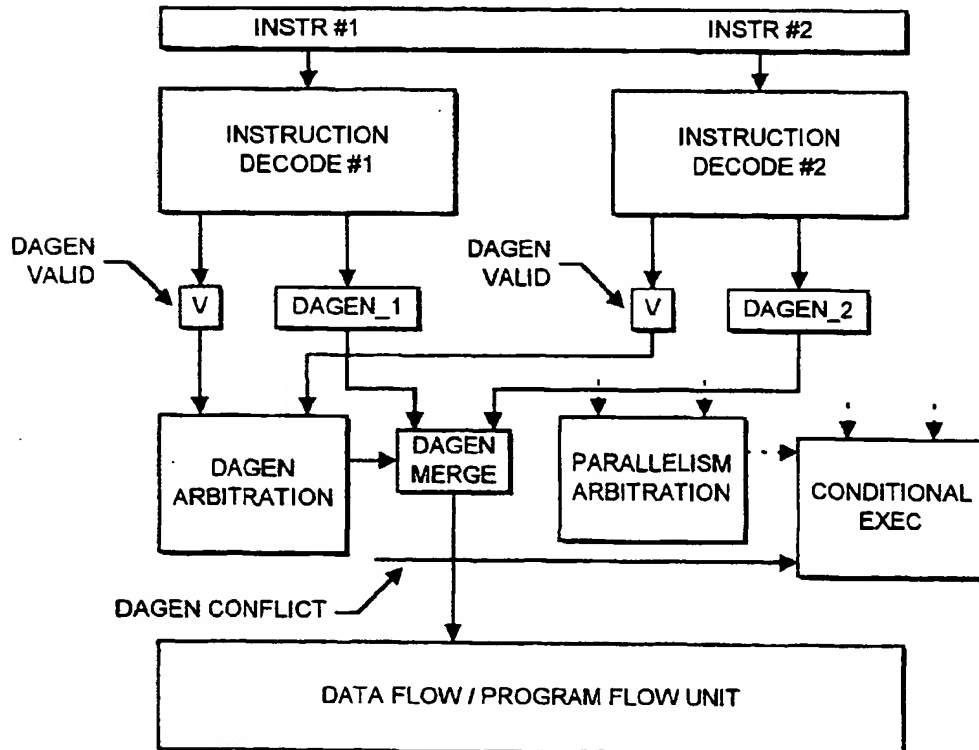 INSTR #1
INSTR #2
INSTRUCTION
DECODE #1
INSTRUCTION
DECODE #2
DAGEN
VALID
V
DAGEN_1
DAGEN
VALID
V
DAGEN_2
DAGEN
ARBITRATION
DAGEN
MERGE
PARALLELISM
ARBITRATION
CONDITIONAL
EXEC
DAGEN CONFLICT
DATA FLOW / PROGRAM FLOW UNIT